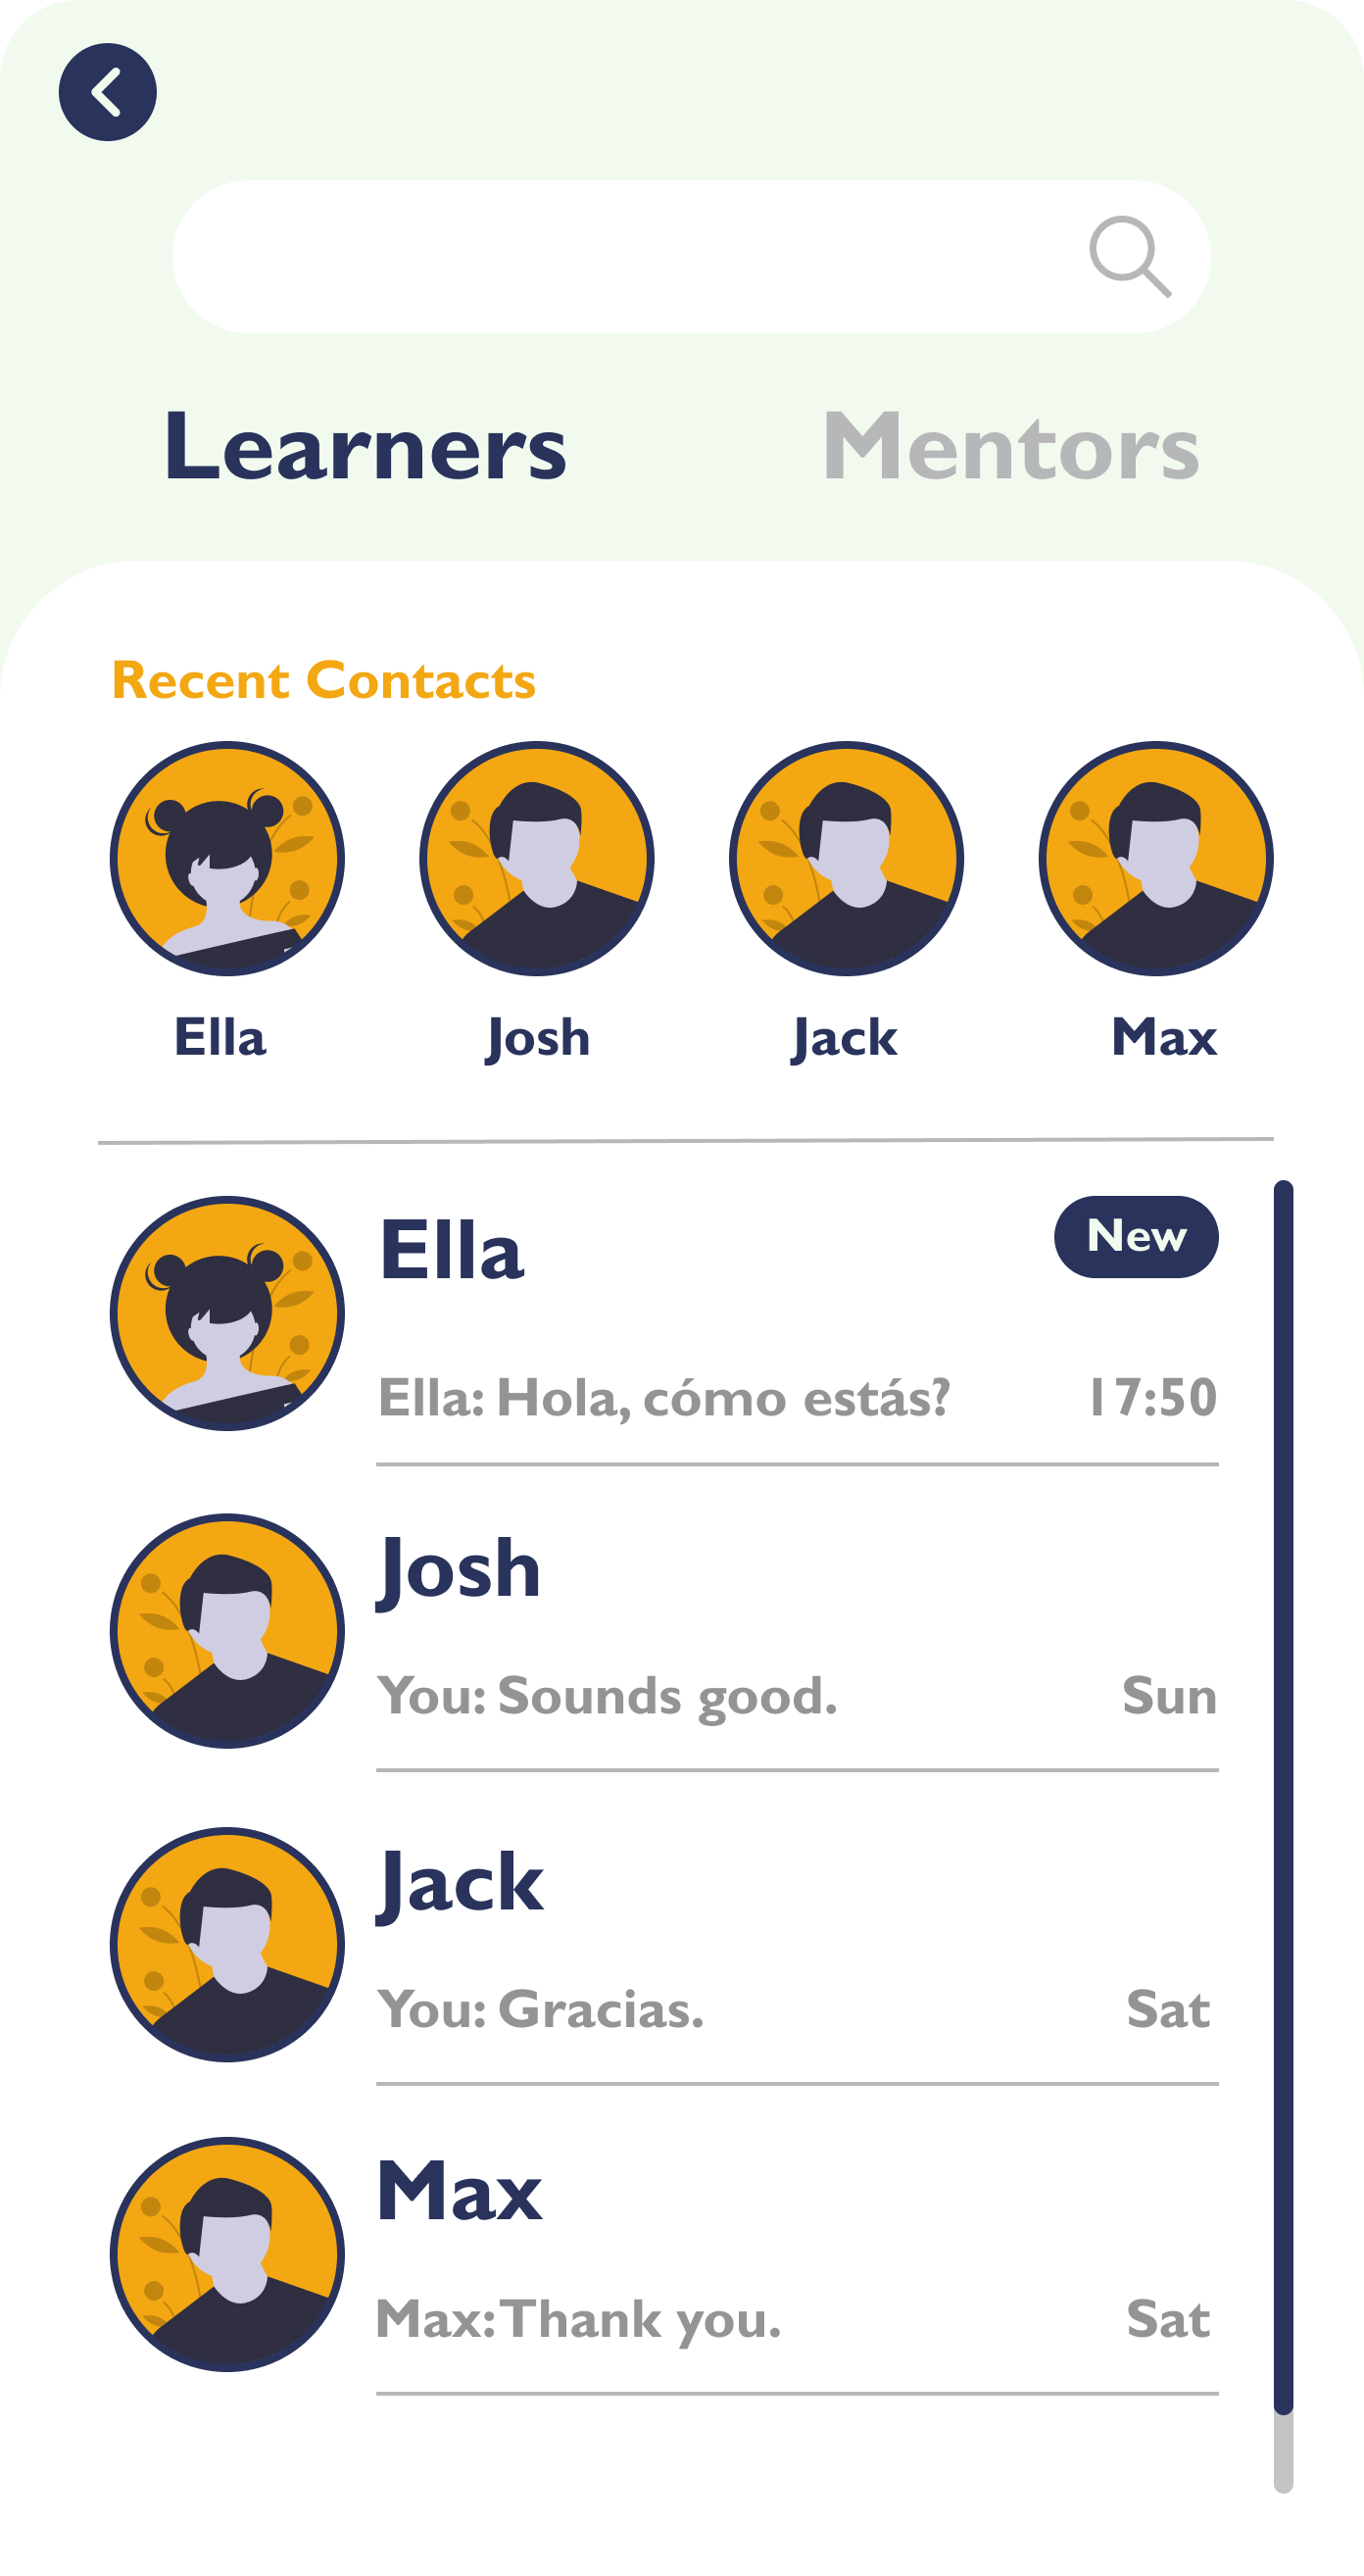 Learners Mentors
Recent Contacts
Ella Josh Jack Max
Ella New
Ella: Hola, cómo estás? 17:50
Josh
You: Sounds good. Sun
Jack
You: Gracias. Sat
Max
Max: Thank you. Sat